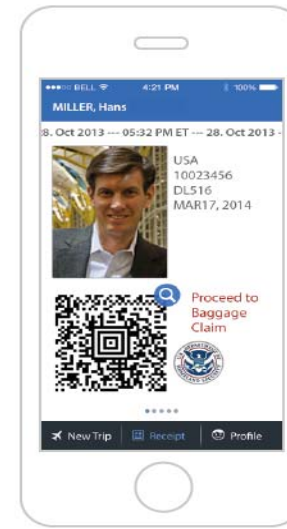 BELL 4:21 PM 100%
MILLER, Hans
8. Oct 2013 --- 05:32 PM ET --- 28. Oct 2013 -
USA
10023456
DL516
MAR17, 2014
Proceed to
Baggage
Claim
New Trip Receipt Profile